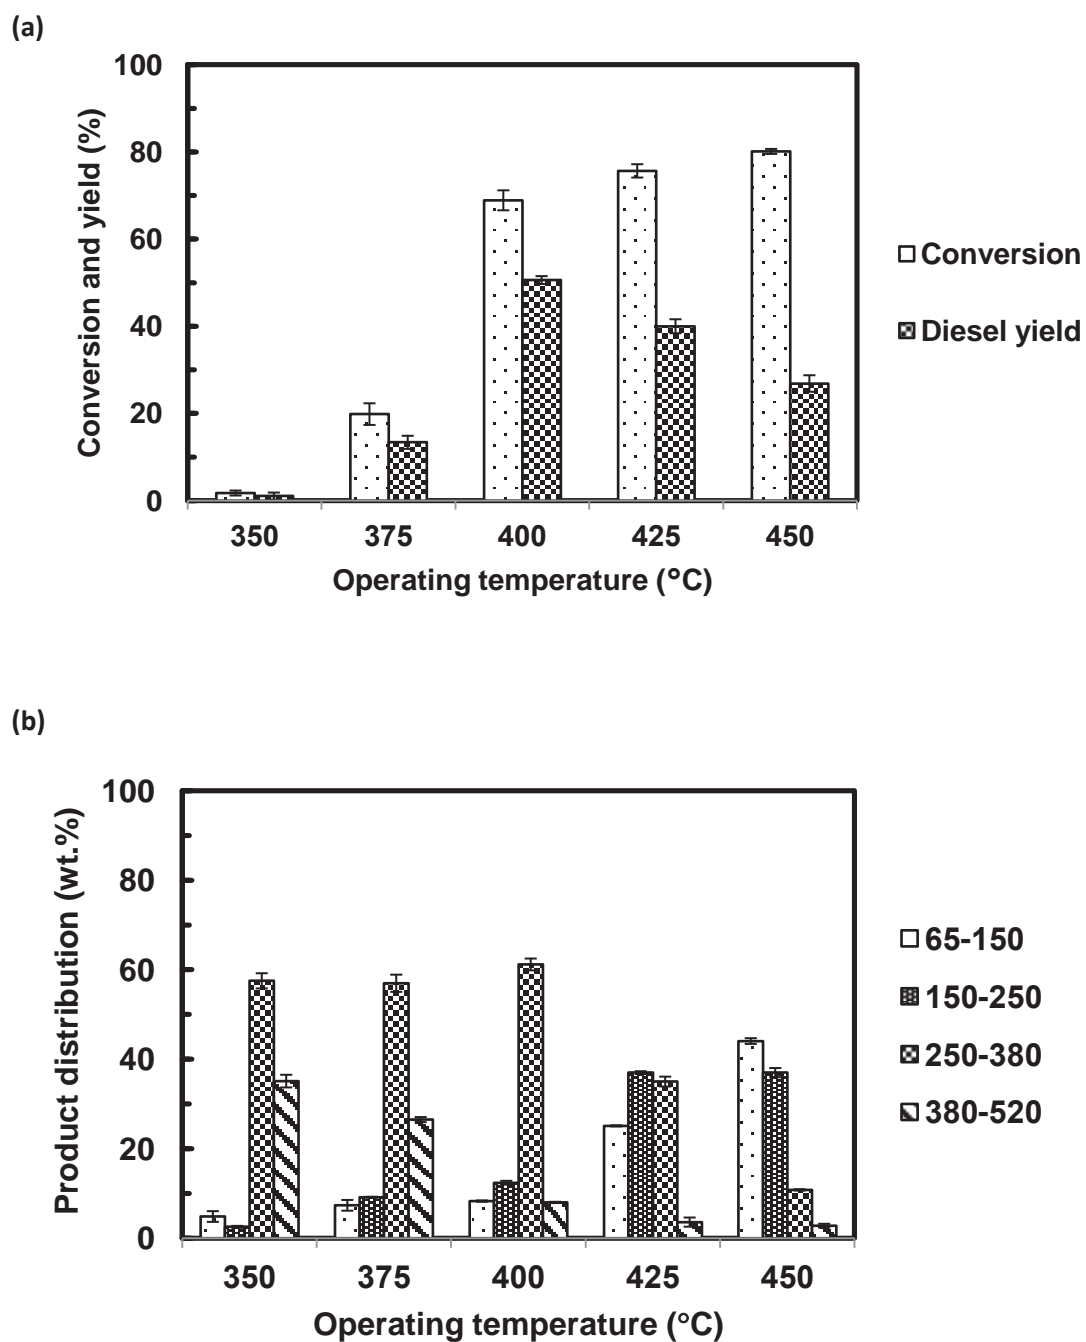 (a)
100
80
60
40
20
0
Conversion and yield (%)
350 375 400 425 450
Operating temperature (°C)
Conversion
Diesel yield
(b)
100
80
60
40
20
0
Product distribution (wt.%)
350 375 400 425 450
Operating temperature (°C)
65-150
150-250
250-380
380-520